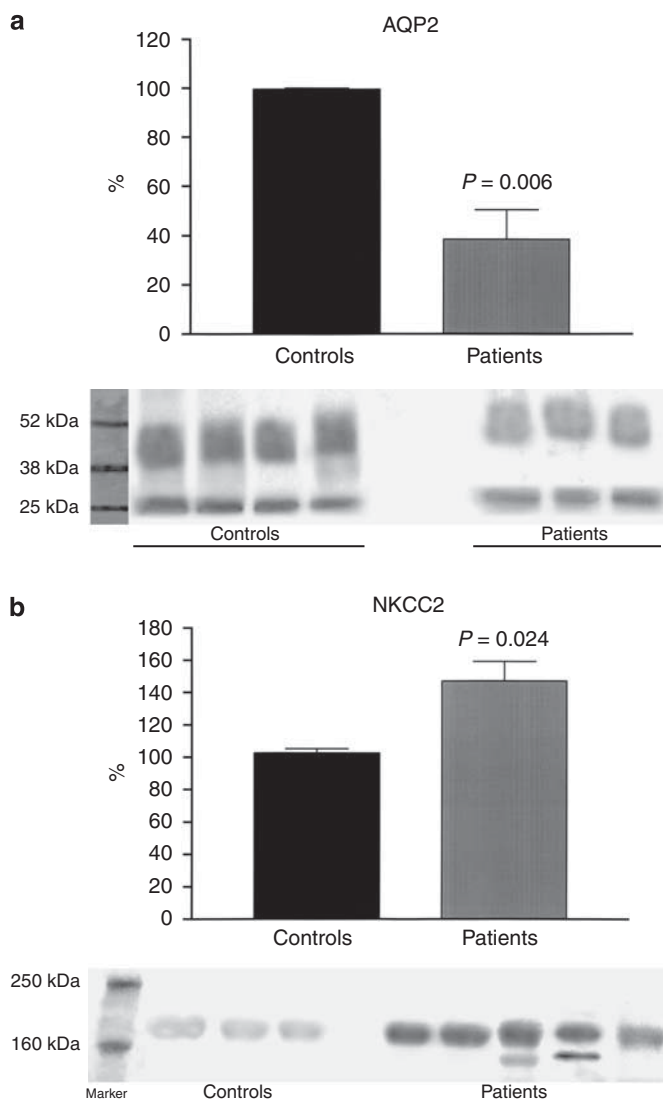 a
AQP2
120
100
80
60
40
20
0
%
P = 0.006
Controls
Patients
52 kDa
38 kDa
25 kDa
Controls
Patients
b
NKCC2
180
160
140
120
100
80
60
40
20
0
%
P = 0.024
Controls
Patients
250 kDa
160 kDa
Marker
Controls
Patients